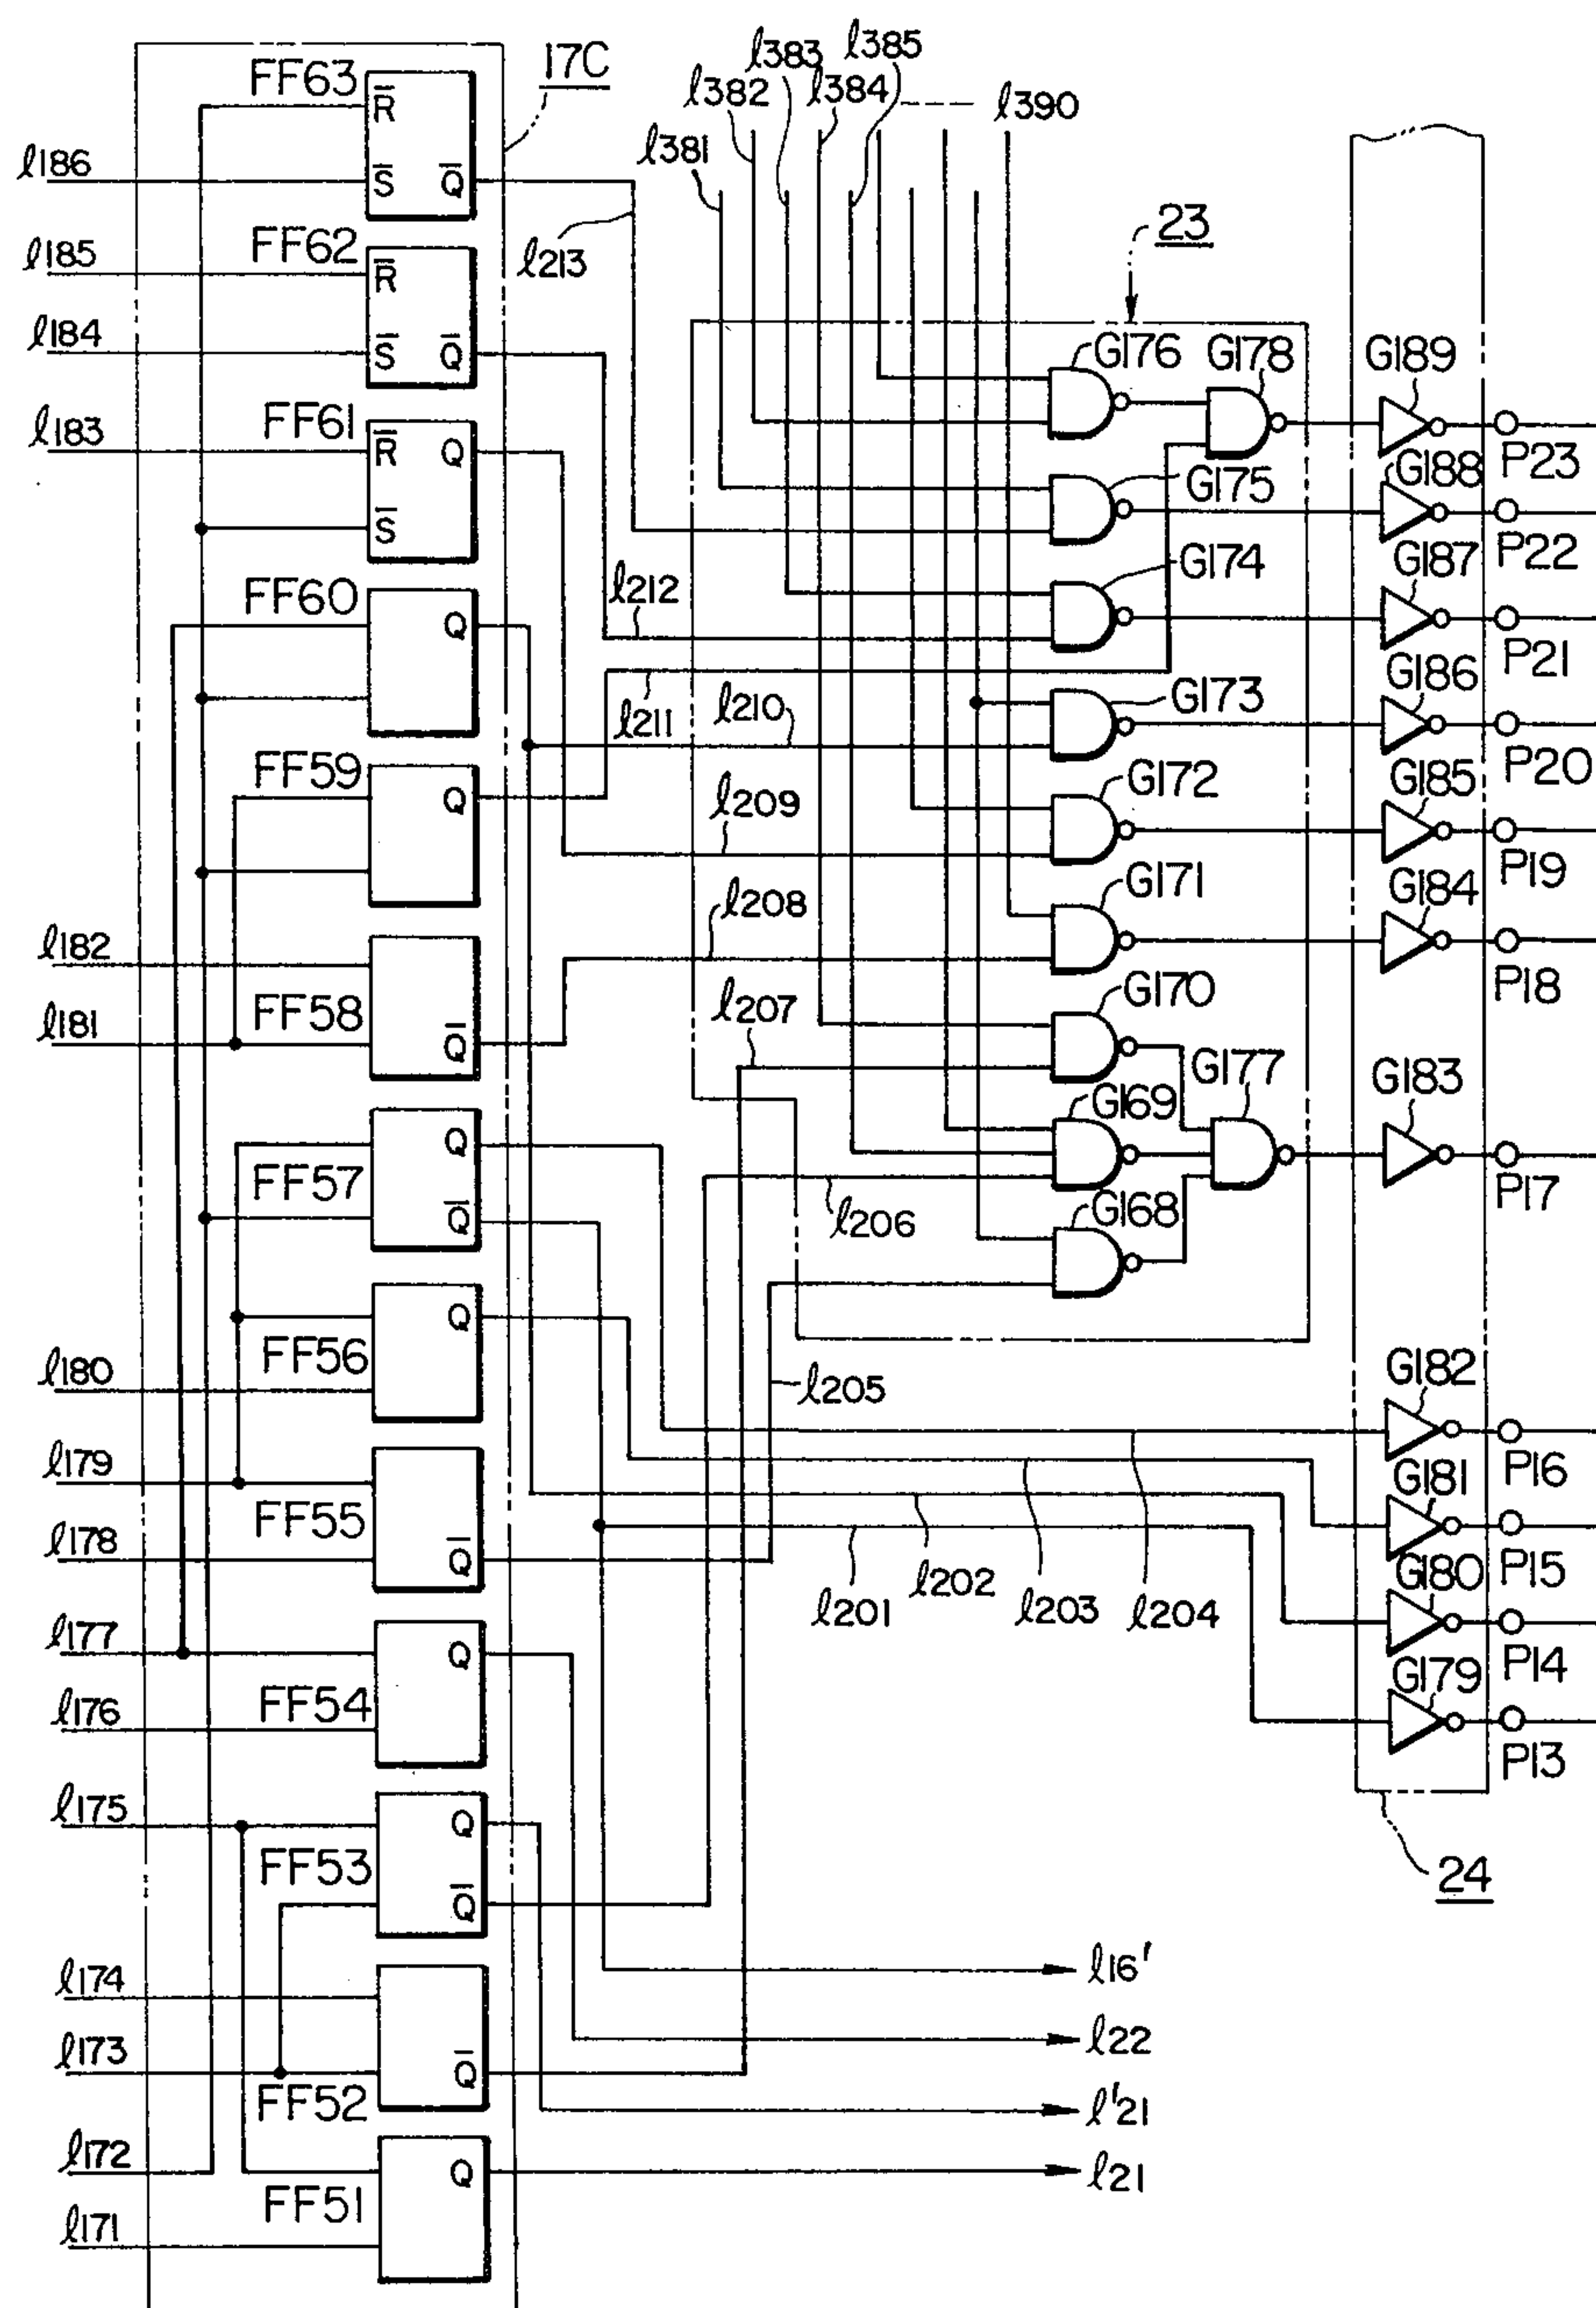 17C
ℓ381
ℓ382
ℓ383
ℓ384
ℓ385
ℓ390
23
FF63
R̅
S̅ Q̅
ℓ186
ℓ213
FF62
R̅
S̅ Q̅
ℓ185
ℓ184
FF61
R̅ Q
S̅
ℓ183
FF60
Q
ℓ212
ℓ211
ℓ210
FF59
Q
ℓ209
ℓ182
ℓ181
FF58
Q̅
ℓ208
ℓ207
FF57
Q
Q̅
ℓ206
FF56
Q
ℓ180
ℓ205
ℓ179
FF55
Q̅
ℓ178
ℓ201
ℓ202
ℓ203
ℓ204
ℓ177
Q
FF54
ℓ176
ℓ175
Q
FF53
Q̅
ℓ174
ℓ173
FF52
Q̅
ℓ172
Q
FF51
ℓ171
ℓ16'
ℓ22
ℓ'21
ℓ21
G176
G178
G175
G174
G173
G172
G171
G170
G177
G169
G168
G189
P23
G188
P22
G187
P21
G186
P20
G185
P19
G184
P18
G183
P17
G182
P16
G181
P15
G180
P14
G179
P13
24